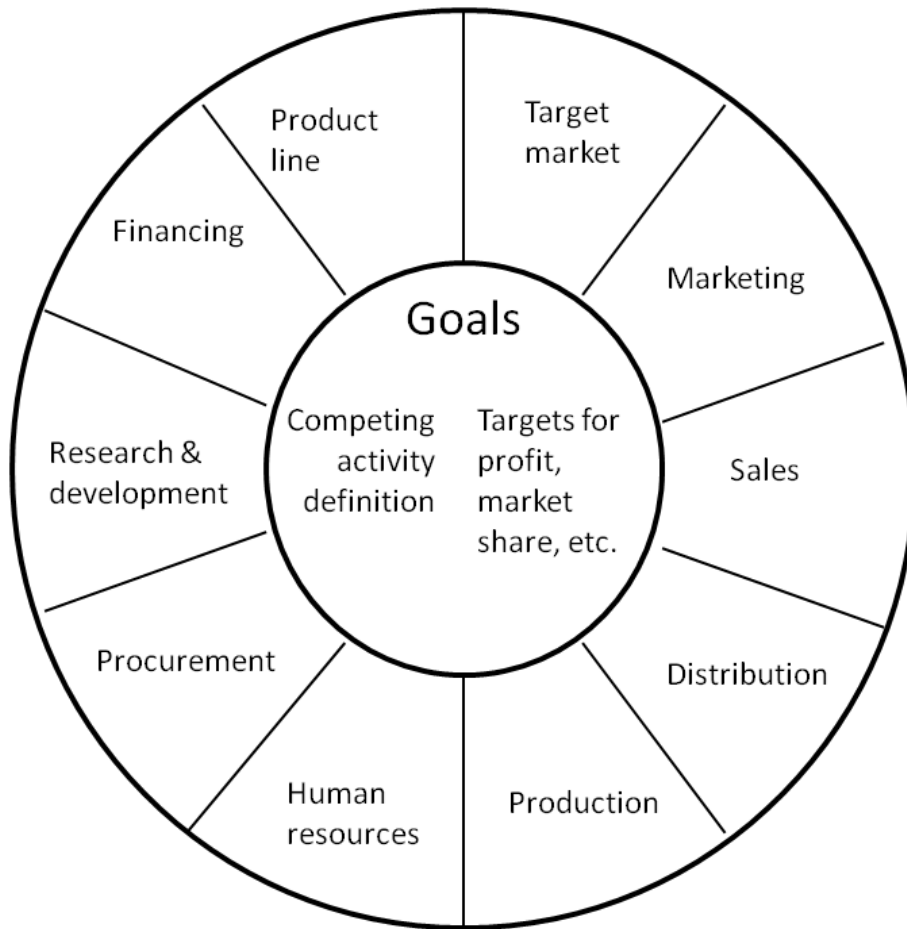 Product
line
Target
market
Financing
Marketing
Goals
Competing
activity
definition
Targets for
profit,
market
share, etc.
Research &
development
Sales
Procurement
Distribution
Human
resources
Production